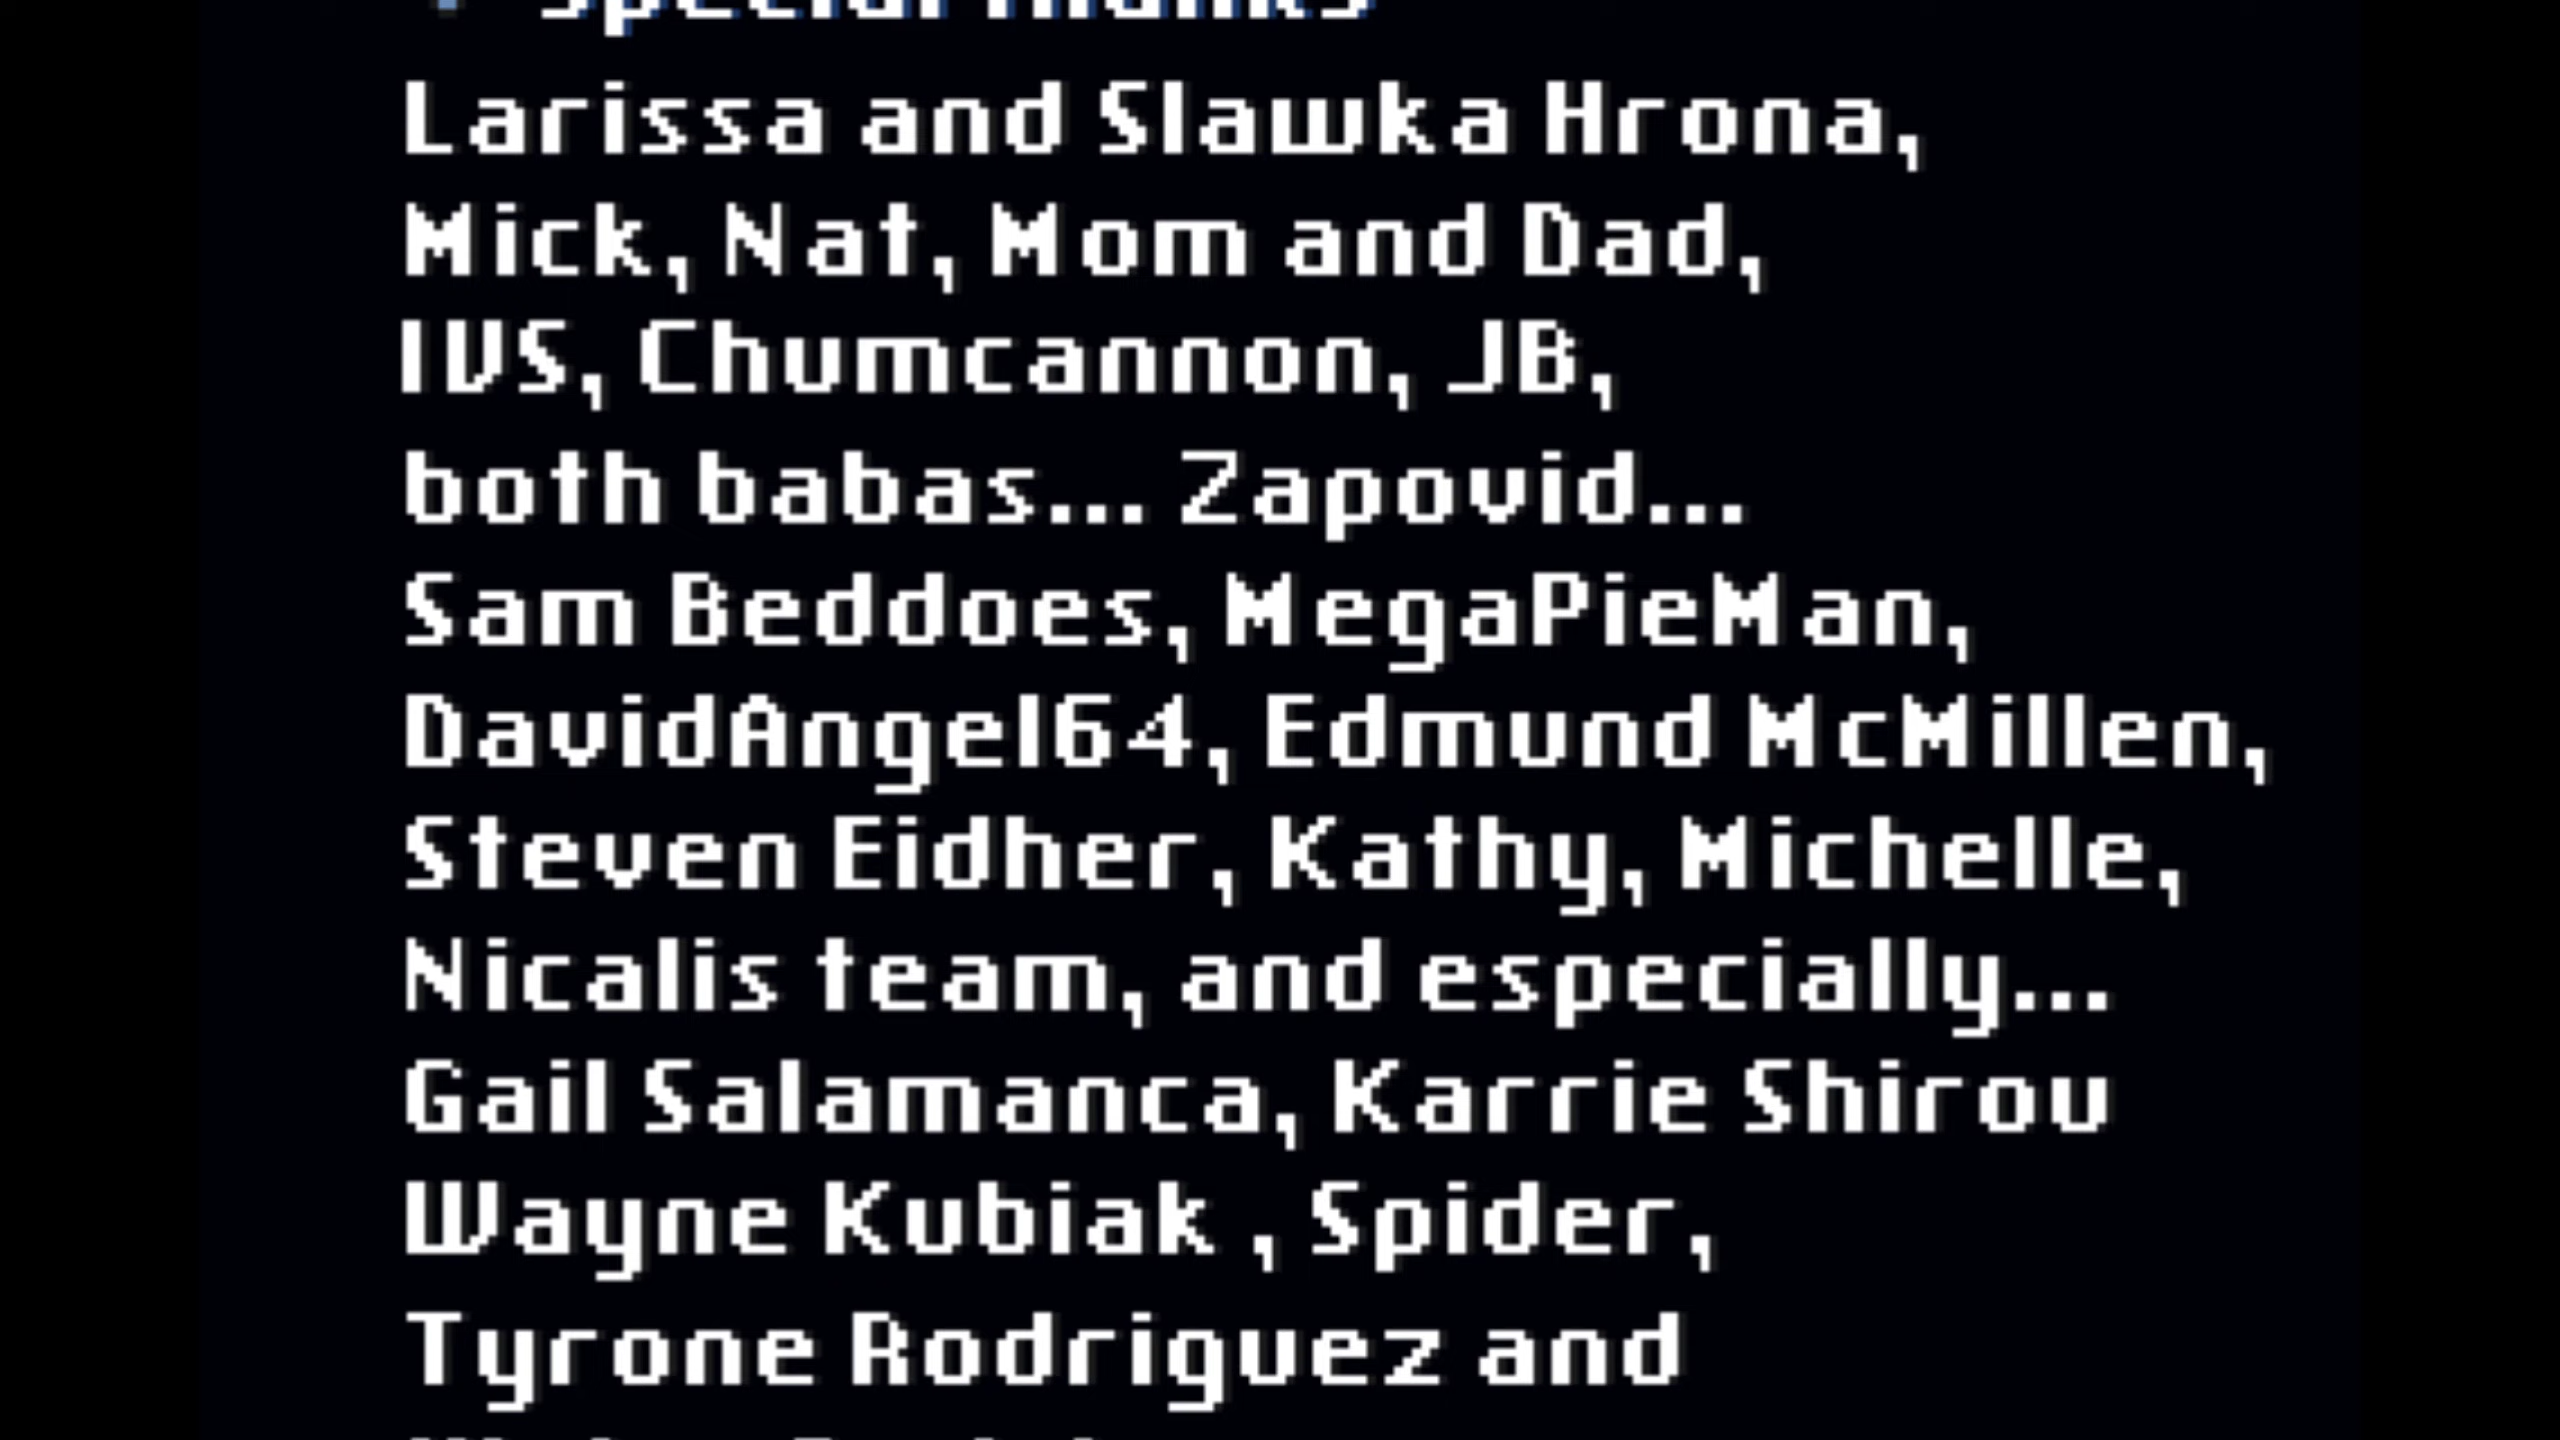 Special Thanks
Larissa and Slawka Hrona,
Mick, Nat, Mom and Dad,
IVS, Chumcannon, JB,
both babas... Zapovid...
Sam Beddoes, MegaPieMan,
DavidAngel64, Edmund McMillen,
Steven Eidher, Kathy, Michelle,
Nicalis team, and especially...
Gail Salamanca, Karrie Shirou
Wayne Kubiak , Spider,
Tyrone Rodriguez and